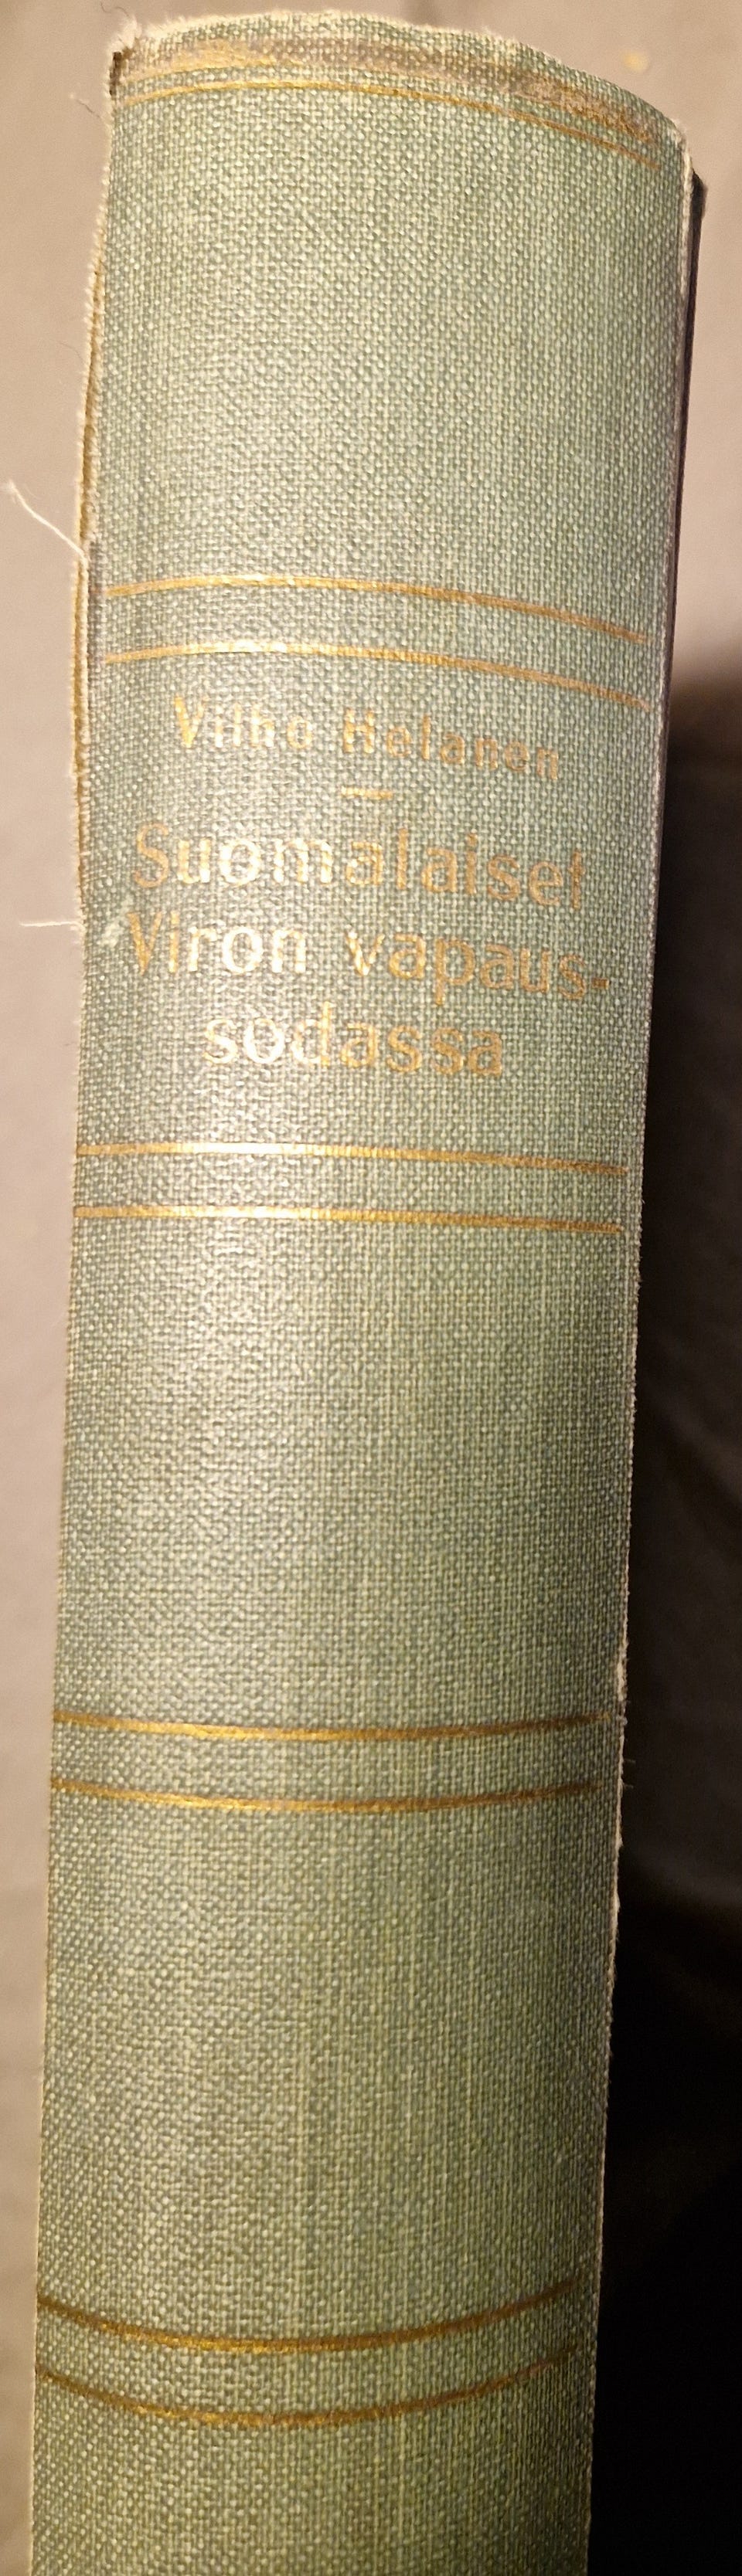 Vilho Helanen
Suomalaiset
Viron vapaus-
sodassa